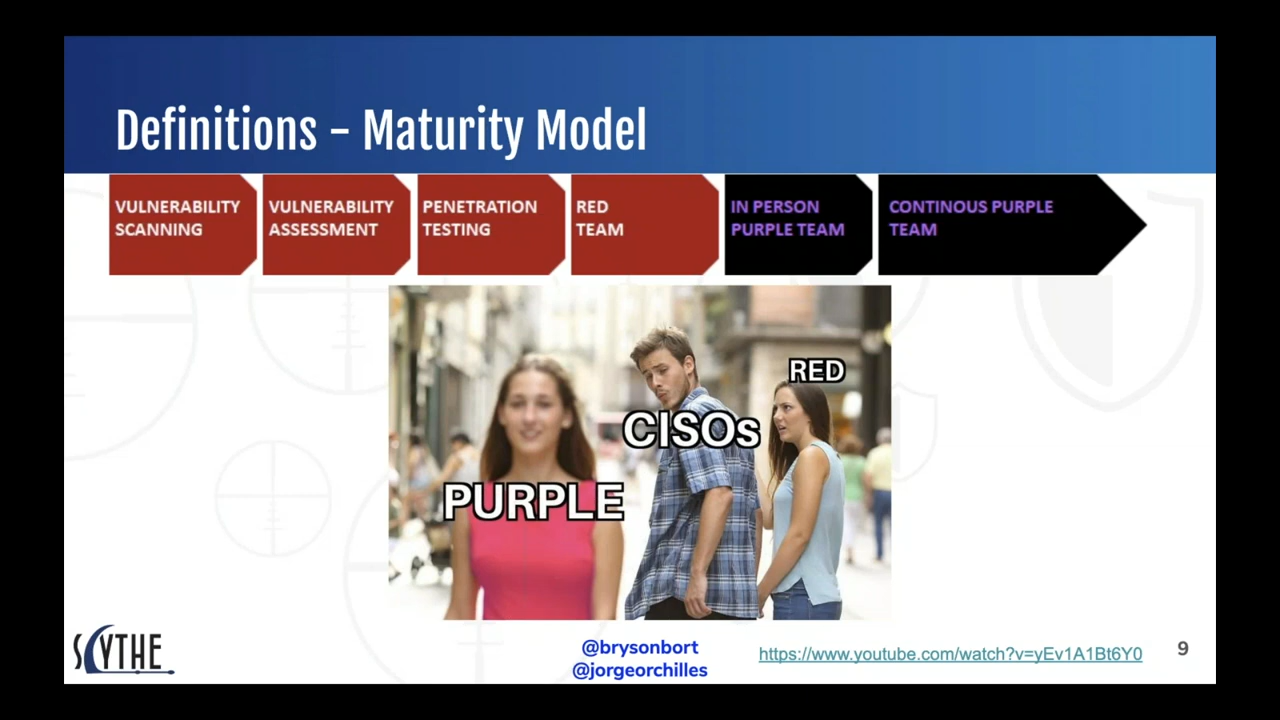 Definitions - Maturity Model
VULNERABILITY
SCANNING
VULNERABILITY
ASSESSMENT
PENETRATION
TESTING
RED
TEAM
IN PERSON
PURPLE TEAM
CONTINOUS PURPLE
TEAM
RED
CISOs
PURPLE
SCYTHE
@brysonbort
@jorgeorchilles
https://www.youtube.com/watch?v=yEv1A1Bt6Y0
9